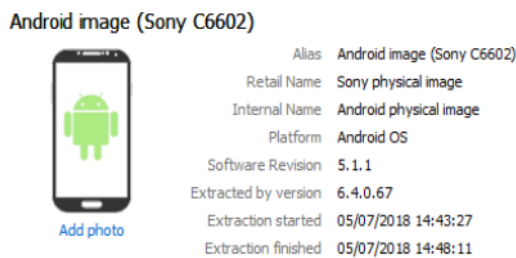 Android image (Sony C6602)
Alias Android image (Sony C6602)
Retail Name Sony physical image
Internal Name Android physical image
Platform Android OS
Software Revision 5.1.1
Extracted by version 6.4.0.67
Extraction started 05/07/2018 14:43:27
Add photo
Extraction finished 05/07/2018 14:48:11